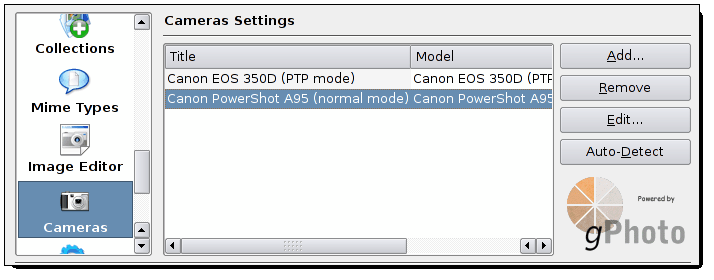 Collections
Mime Types
Image Editor
Cameras
Cameras Settings
Title Model
Canon EOS 350D (PTP mode) Canon EOS 350D (PTP
Canon PowerShot A95 (normal mode) Canon PowerShot A95
Add...
Remove
Edit...
Auto-Detect
Powered by
gPhoto